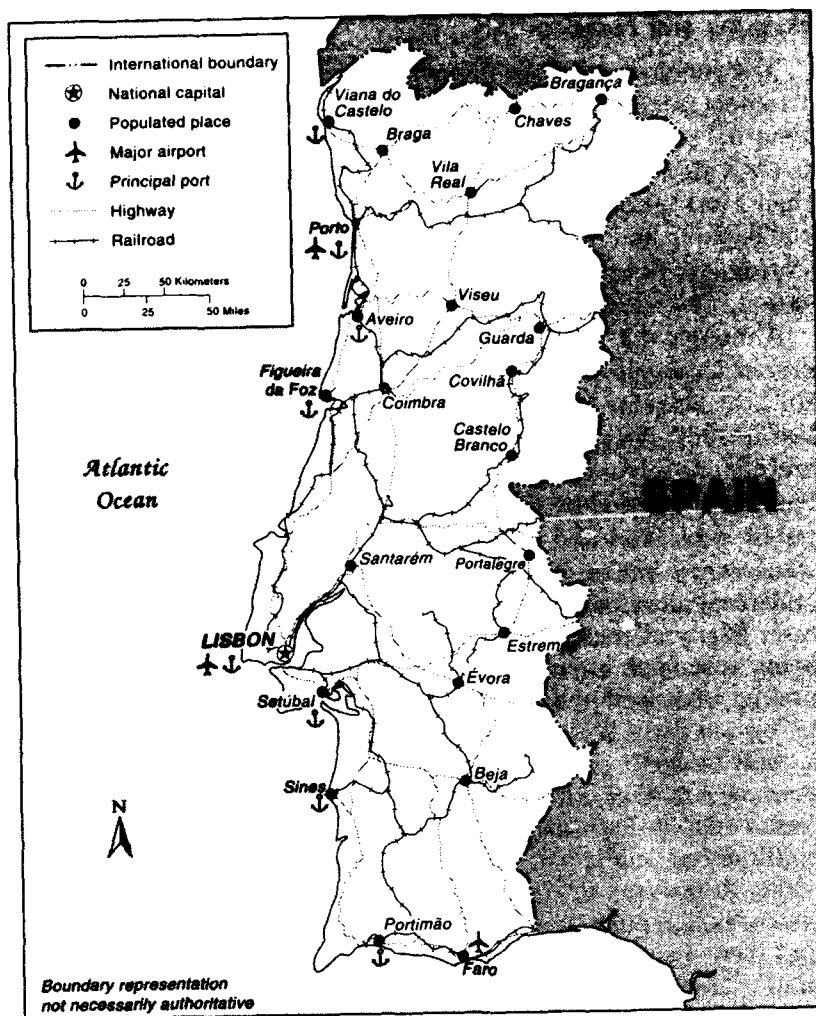 International boundary
National capital
Populated place
Major airport
Principal port
Highway
Railroad
0 25 50 Kilometers
0 25 50 Miles
Bragança
Viana do
Castelo
Chaves
Braga
Vila
Real
Porto
Viseu
Aveiro
Guarda
Figueira
da Foz
Covilhã
Coimbra
Castelo
Branco
Atlantic
Ocean
SPAIN
Santarém
Portalegre
LISBON
Estrem
Évora
Setúbal
Beja
Sines
N
Portimão
Faro
Boundary representation
not necessarily authoritative